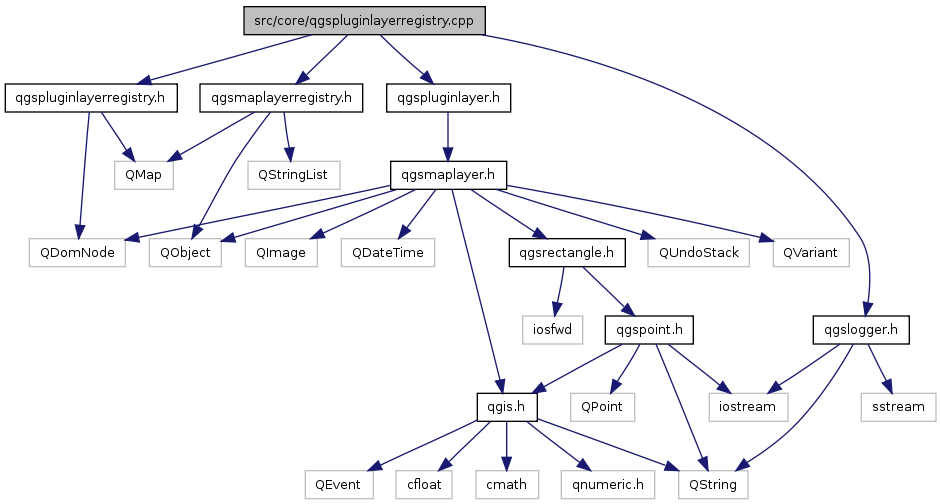 src/core/qgspluginlayerregistry.cpp
qgspluginlayerregistry.h
qgsmaplayerregistry.h
qgspluginlayer.h
QMap
QStringList
qgsmaplayer.h
QDomNode
QObject
QImage
QDateTime
qgsrectangle.h
QUndoStack
QVariant
iosfwd
qgspoint.h
qgslogger.h
qgis.h
QPoint
iostream
sstream
QEvent
cfloat
cmath
qnumeric.h
QString